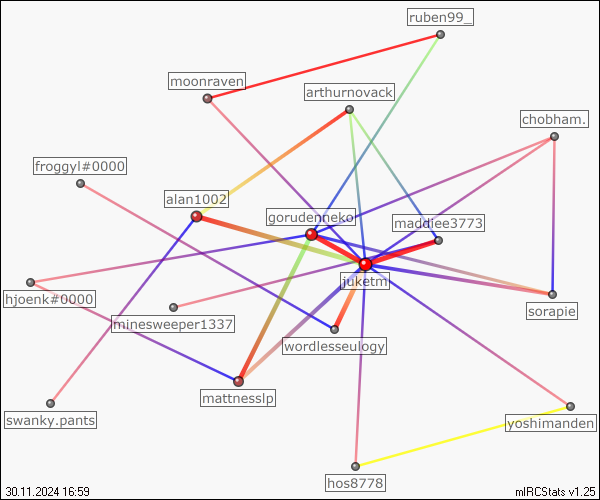 ruben99_
moonraven
arthurnovack
chobham.
froggyl#0000
alan1002
gorudenneko
maddlee3773
juketm
hjoenk#0000
sorapie
minesweeper1337
wordlesseulogy
mattnesslp
swanky.pants
yoshimanden
hos8778
30.11.2024 16:59
mIRCStats v1.25